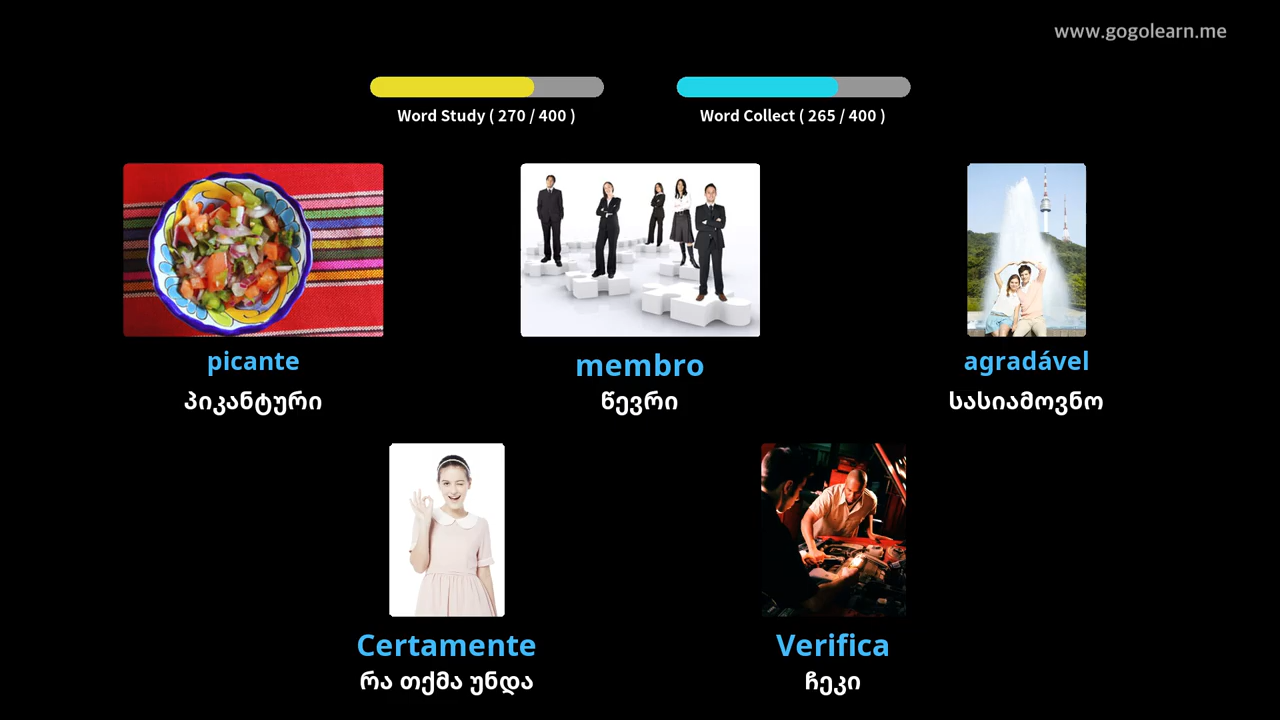 www.gogolearn.me
Word Study ( 270 / 400 )
Word Collect ( 265 / 400 )
picante
membro
agradável
პიკანტური
წევრი
სასიამოვნო
Certamente
Verifica
რა თქმა უნდა
ჩეკი